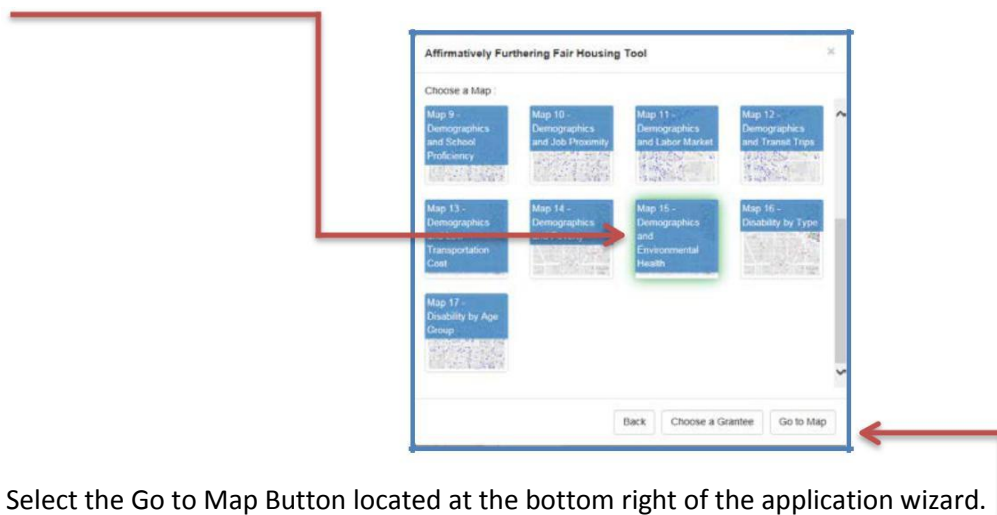 Affirmatively Furthering Fair Housing Tool
×
Choose a Map :
Map 9 -
Demographics
and School
Proficiency
Map 10 -
Demographics
and Job Proximity
Map 11 -
Demographics
and Labor Market
Map 12 -
Demographics
and Transit Trips
Map 13 -
Demographics
Transportation
Cost
Map 14 -
Demographics
Map 15 -
Demographics
and
Environmental
Health
Map 16 -
Disability by Type
Map 17 -
Disability by Age
Group
Back
Choose a Grantee
Go to Map
Select the Go to Map Button located at the bottom right of the application wizard.